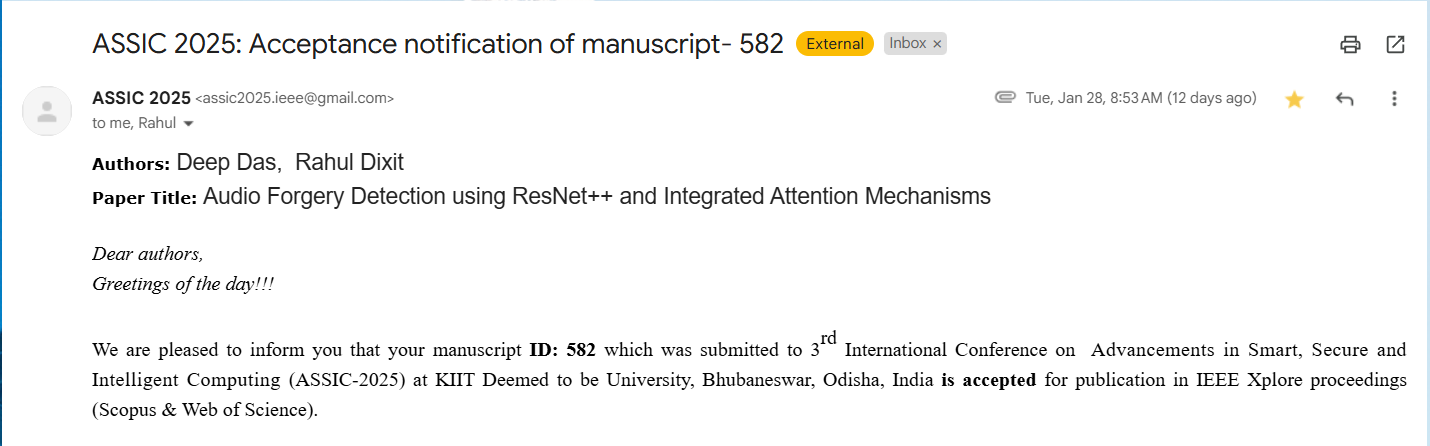 ASSIC 2025: Acceptance notification of manuscript- 582 External Inbox ×
ASSIC 2025 <assic2025.ieee@gmail.com> Tue, Jan 28, 8:53 AM (12 days ago)
to me, Rahul
Authors: Deep Das, Rahul Dixit
Paper Title: Audio Forgery Detection using ResNet++ and Integrated Attention Mechanisms
Dear authors,
Greetings of the day!!!
We are pleased to inform you that your manuscript ID: 582 which was submitted to 3rd International Conference on Advancements in Smart, Secure and
Intelligent Computing (ASSIC-2025) at KIIT Deemed to be University, Bhubaneswar, Odisha, India is accepted for publication in IEEE Xplore proceedings
(Scopus & Web of Science).